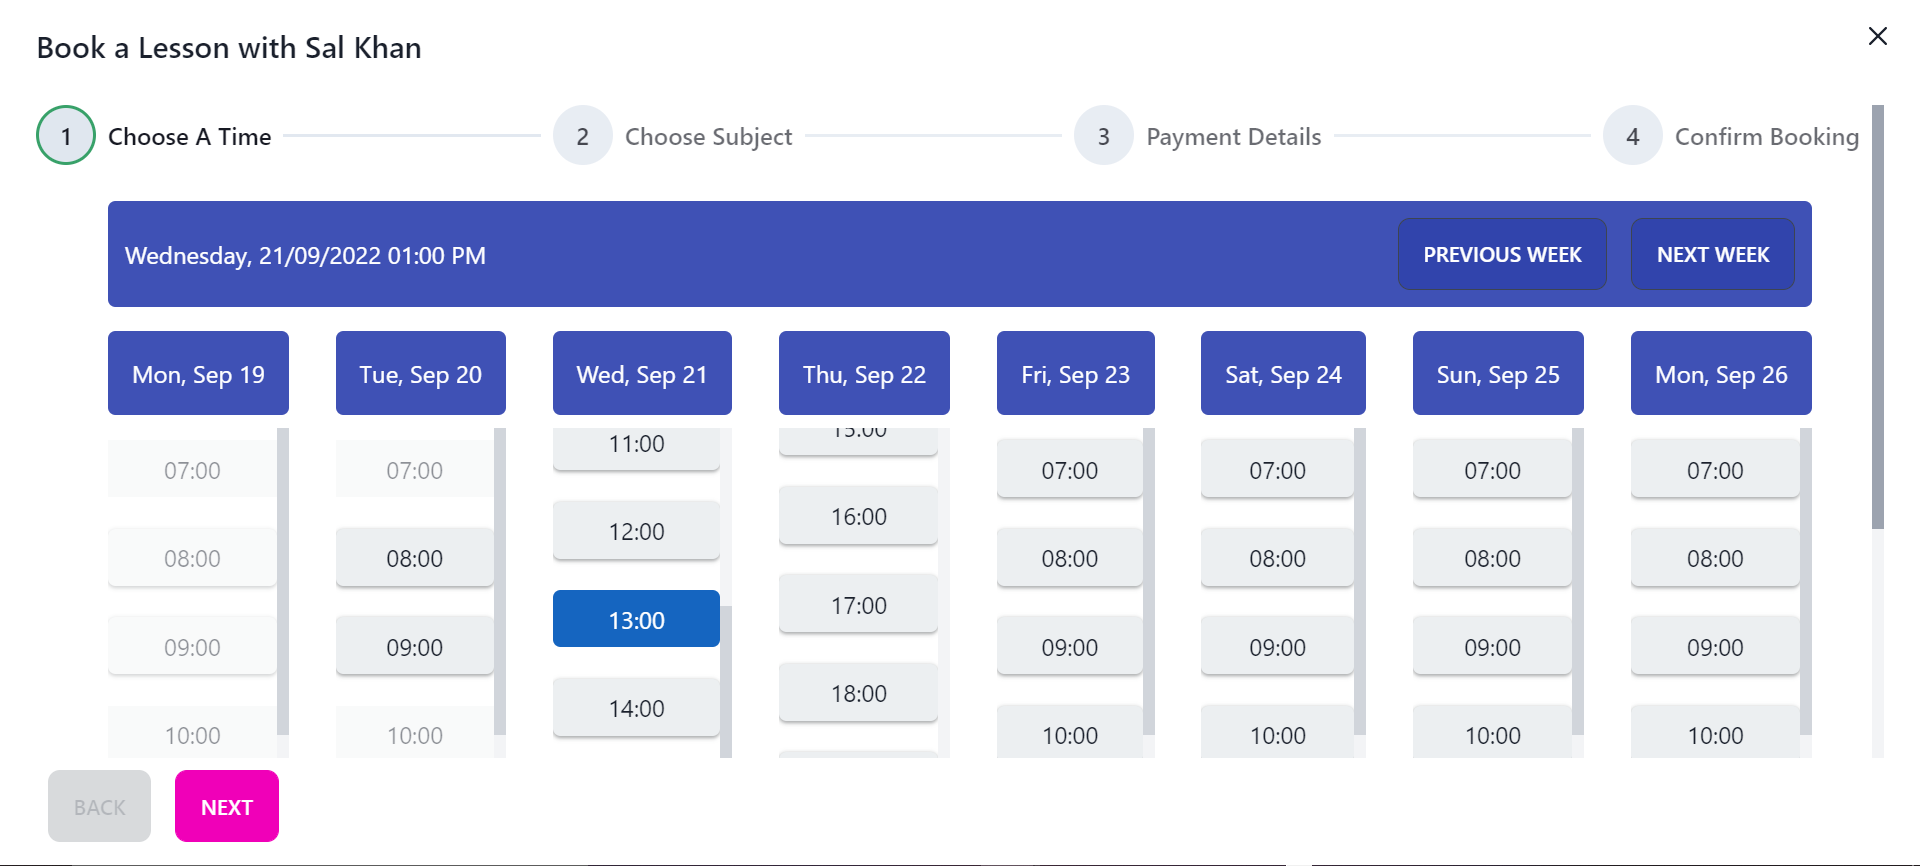 Book a Lesson with Sal Khan
1 Choose A Time 2 Choose Subject 3 Payment Details 4 Confirm Booking
Wednesday, 21/09/2022 01:00 PM PREVIOUS WEEK NEXT WEEK
Mon, Sep 19 Tue, Sep 20 Wed, Sep 21 Thu, Sep 22 Fri, Sep 23 Sat, Sep 24 Sun, Sep 25 Mon, Sep 26
07:00 07:00 11:00 15:00 07:00 07:00 07:00 07:00
08:00 08:00 12:00 16:00 08:00 08:00 08:00 08:00
09:00 09:00 13:00 17:00 09:00 09:00 09:00 09:00
10:00 10:00 14:00 18:00 10:00 10:00 10:00 10:00
BACK NEXT